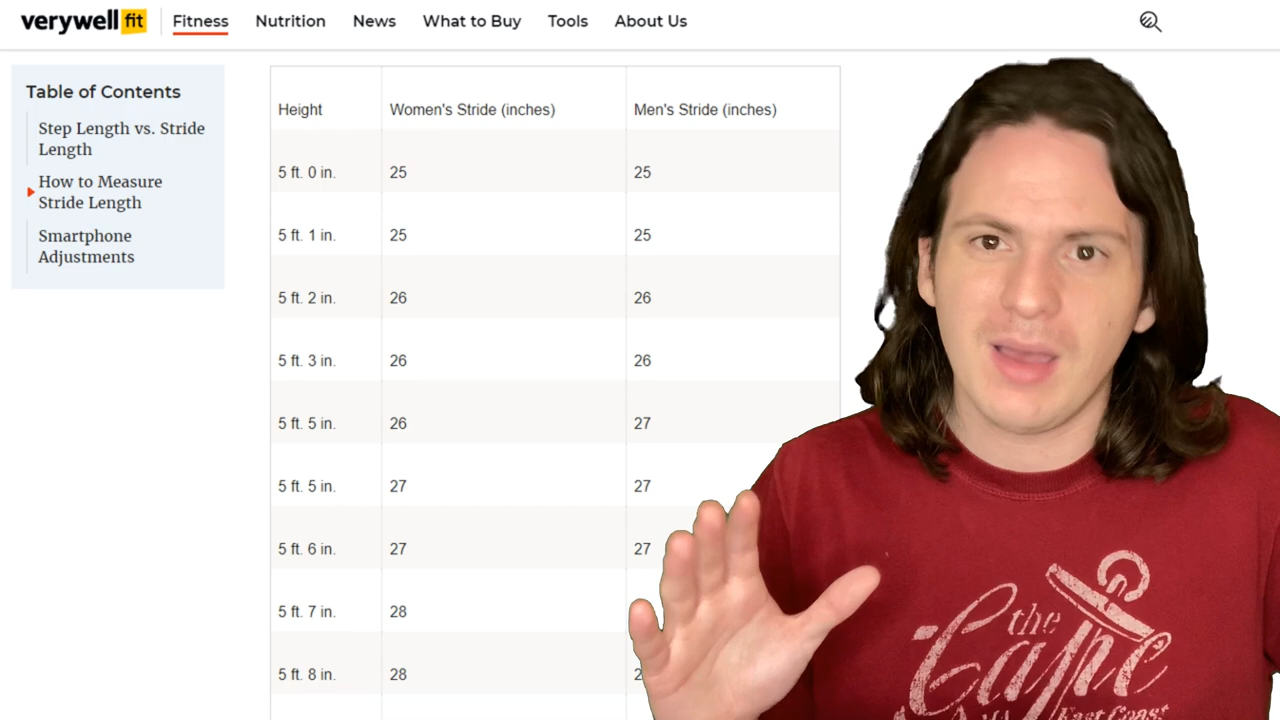 verywell fit
Fitness
Nutrition
News
What to Buy
Tools
About Us
Table of Contents
Step Length vs. Stride
Length
How to Measure
Stride Length
Smartphone
Adjustments
Height Women's Stride (inches) Men's Stride (inches)
5 ft. 0 in. 25 25
5 ft. 1 in. 25 25
5 ft. 2 in. 26 26
5 ft. 3 in. 26 26
5 ft. 5 in. 26 27
5 ft. 5 in. 27 27
5 ft. 6 in. 27 27
5 ft. 7 in. 28
5 ft. 8 in. 28
the
Cape
East Coast